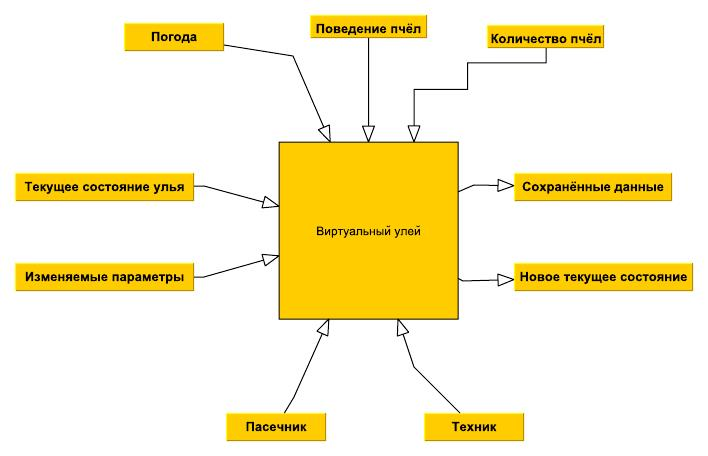 Погода
Поведение пчёл
Количество пчёл
Текущее состояние улья
Сохранённые данные
Виртуальный улей
Изменяемые параметры
Новое текущее состояние
Пасечник
Техник